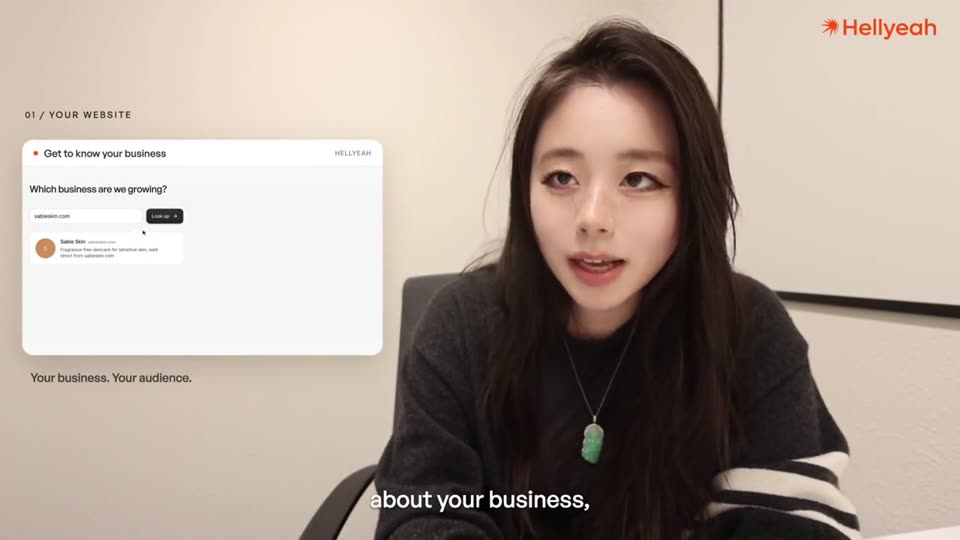 Hellyeah
01 / YOUR WEBSITE
Get to know your business
HELLYEAH
Which business are we growing?
sableskin.com
Look up →
S
Sable Skin sableskin.com
Fragrance-free skincare for sensitive skin, sold
direct from sableskin.com
Your business. Your audience.
about your business,